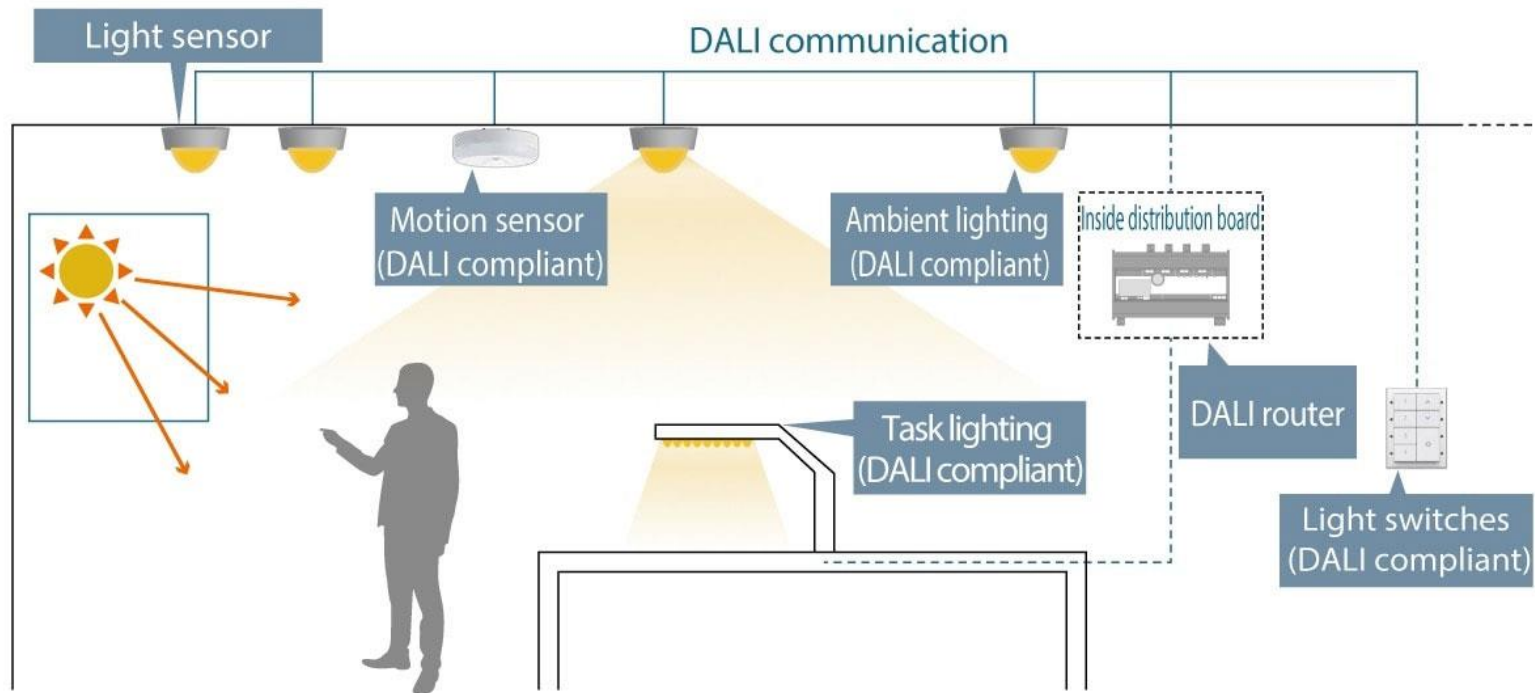 Light sensor
DALI communication
Motion sensor
(DALI compliant)
Ambient lighting
(DALI compliant)
Inside distribution board
DALI router
Task lighting
(DALI compliant)
Light switches
(DALI compliant)